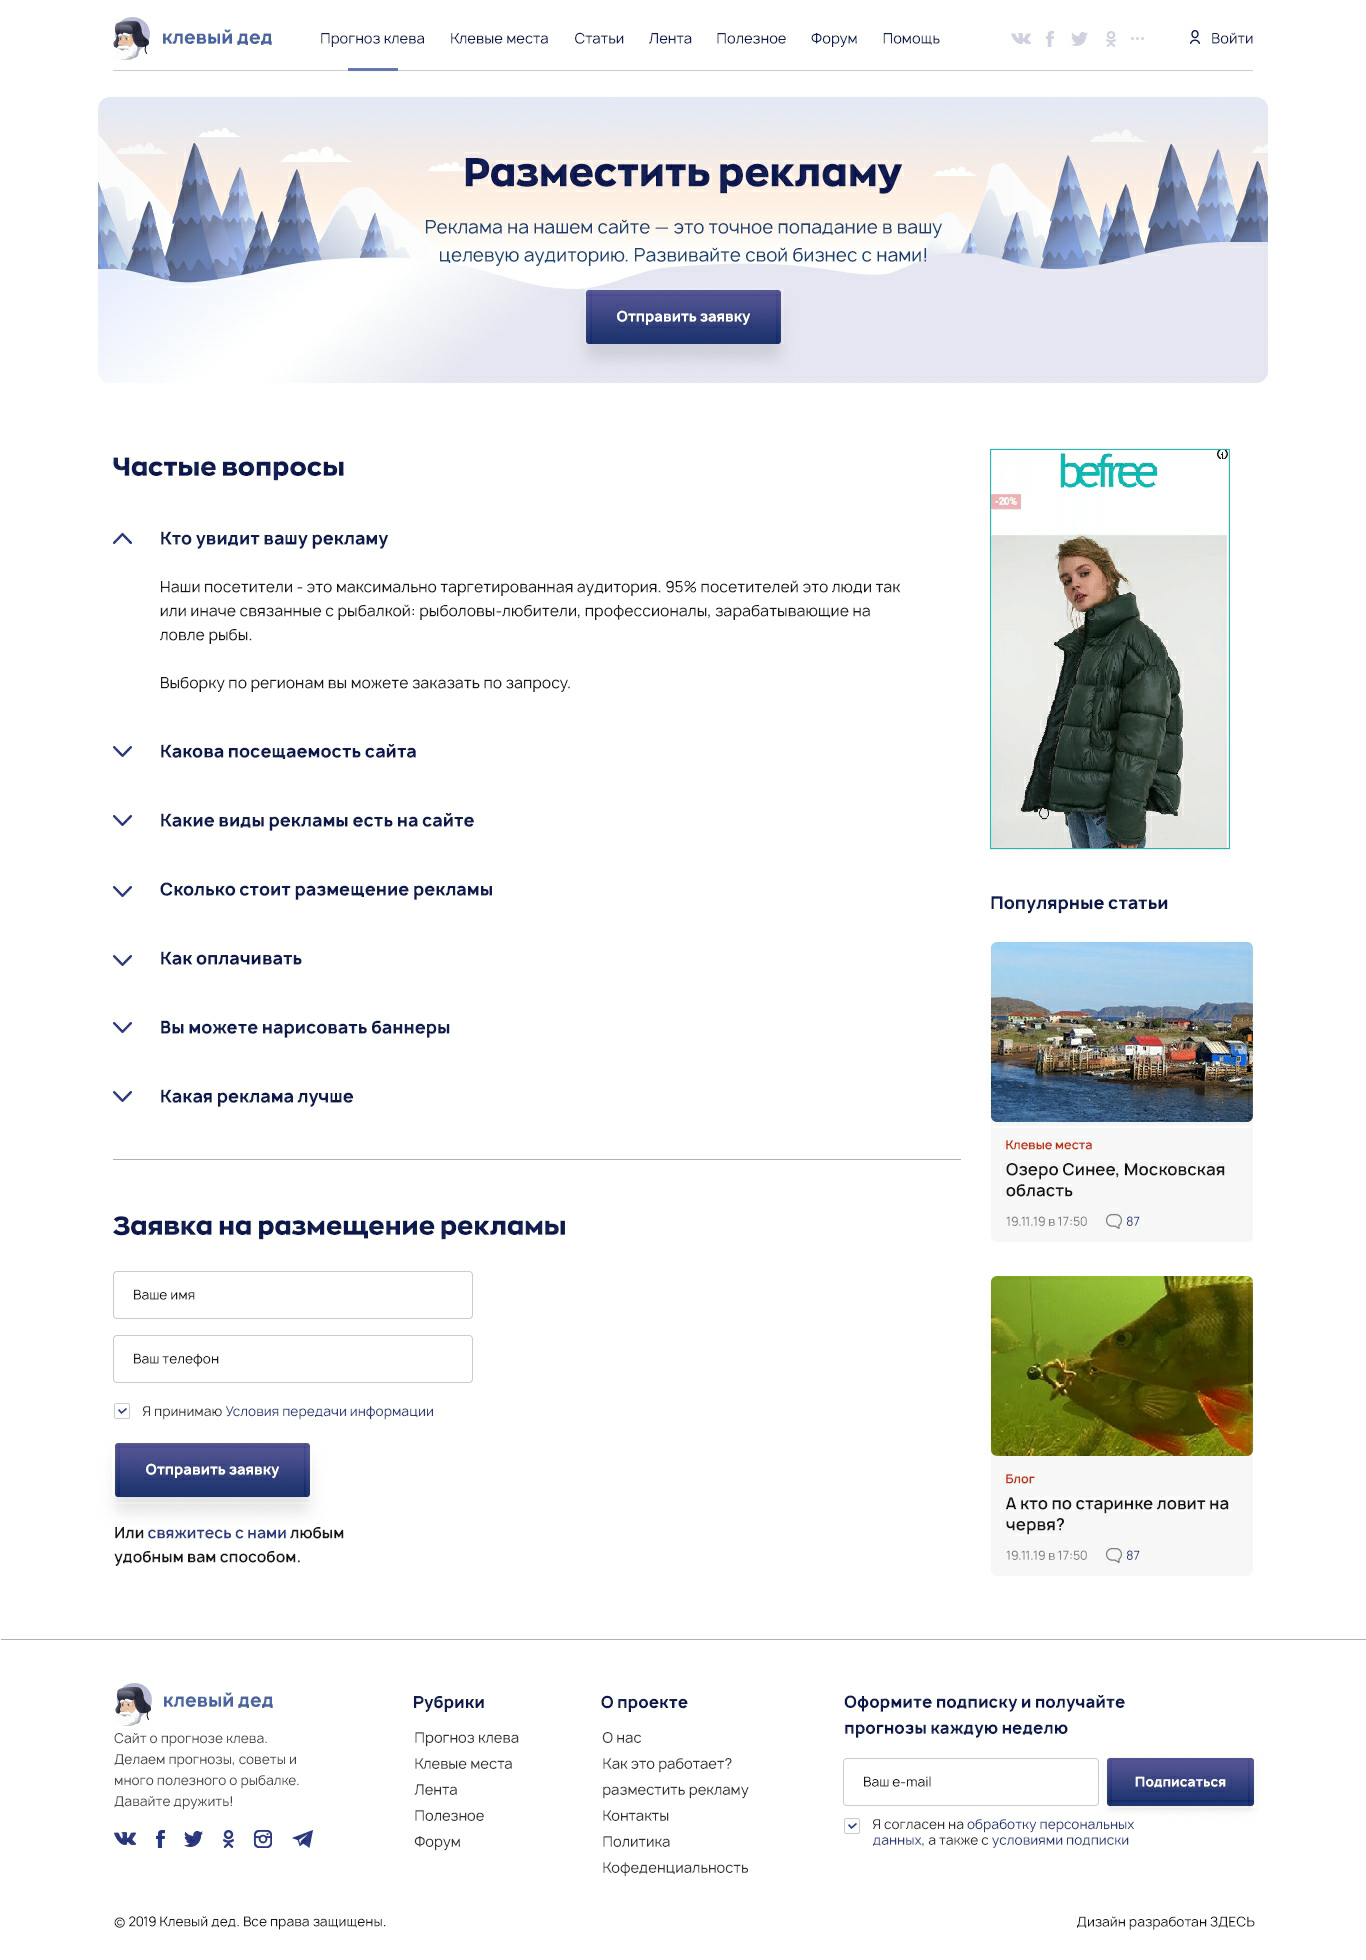 клевый дед
Прогноз клева
Клевые места
Статьи
Лента
Полезное
Форум
Помощь
Войти
Разместить рекламу
Реклама на нашем сайте — это точное попадание в вашу
целевую аудиторию. Развивайте свой бизнес с нами!
Отправить заявку
Частые вопросы
Кто увидит вашу рекламу
Наши посетители - это максимально таргетированная аудитория. 95% посетителей это люди так
или иначе связанные с рыбалкой: рыболовы-любители, профессионалы, зарабатывающие на
ловле рыбы.
Выборку по регионам вы можете заказать по запросу.
Какова посещаемость сайта
Какие виды рекламы есть на сайте
Сколько стоит размещение рекламы
Как оплачивать
Вы можете нарисовать баннеры
Какая реклама лучше
Заявка на размещение рекламы
Ваше имя
Ваш телефон
Я принимаю Условия передачи информации
Отправить заявку
Или свяжитесь с нами любым
удобным вам способом.
befree
-20%
Популярные статьи
Клевые места
Озеро Синее, Московская
область
19.11.19 в 17:50
87
Блог
А кто по старинке ловит на
червя?
19.11.19 в 17:50
87
клевый дед
Сайт о прогнозе клева.
Делаем прогнозы, советы и
много полезного о рыбалке.
Давайте дружить!
Рубрики
Прогноз клева
Клевые места
Лента
Полезное
Форум
О проекте
О нас
Как это работает?
разместить рекламу
Контакты
Политика
Кофеденциальность
Оформите подписку и получайте
прогнозы каждую неделю
Ваш e-mail
Подписаться
Я согласен на обработку персональных
данных, а также с условиями подписки
© 2019 Клевый дед. Все права защищены.
Дизайн разработан ЗДЕСЬ